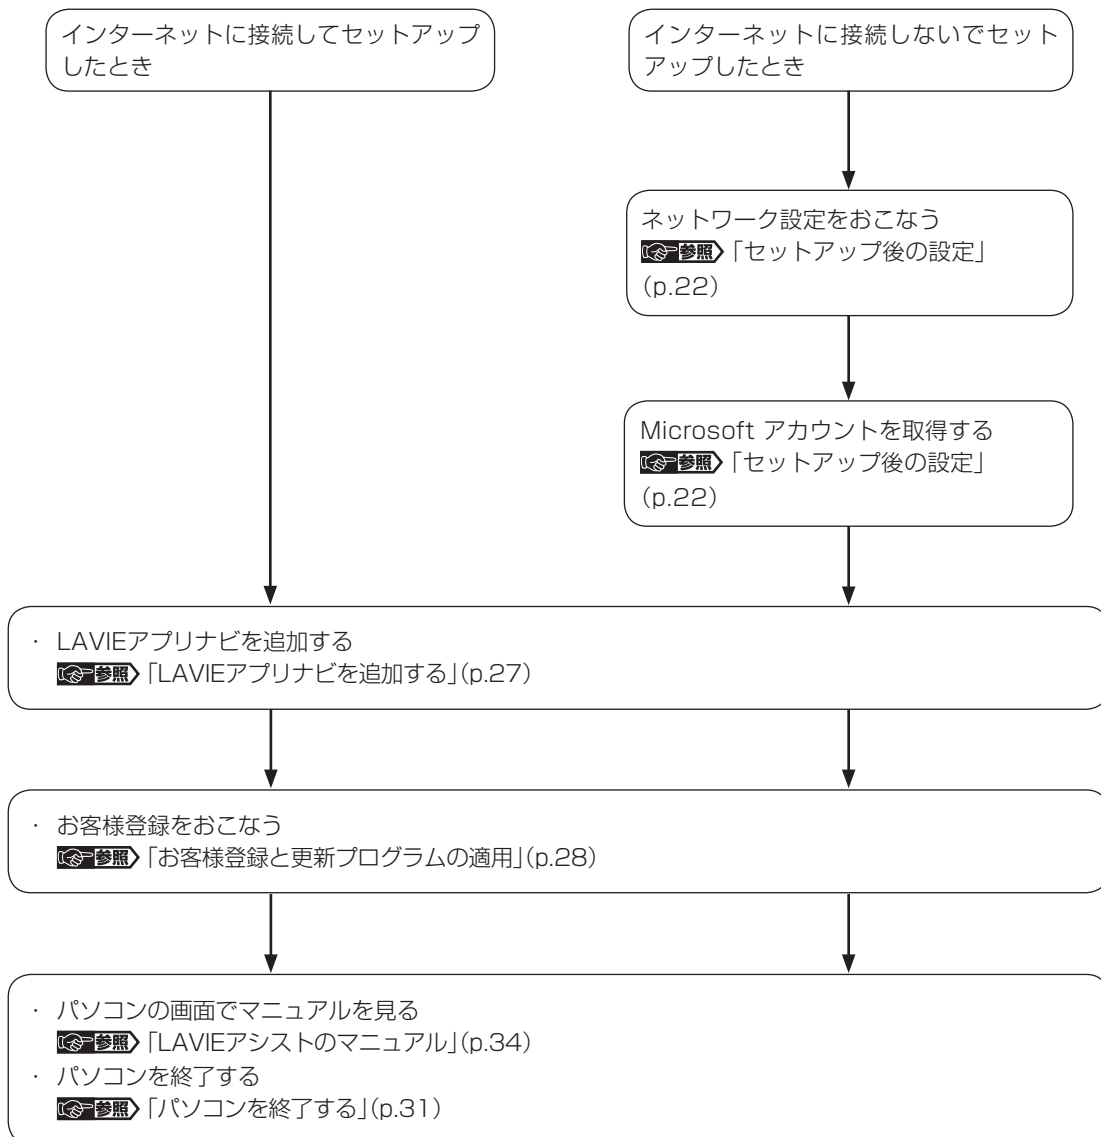 インターネットに接続してセットアップ
したとき
インターネットに接続しないでセット
アップしたとき
ネットワーク設定をおこなう
参照 「セットアップ後の設定」
(p.22)
Microsoft アカウントを取得する
参照 「セットアップ後の設定」
(p.22)
・ LAVIEアプリナビを追加する
参照 「LAVIEアプリナビを追加する」(p.27)
・ お客様登録をおこなう
参照 「お客様登録と更新プログラムの適用」(p.28)
・ パソコンの画面でマニュアルを見る
参照 「LAVIEアシストのマニュアル」(p.34)
・ パソコンを終了する
参照 「パソコンを終了する」(p.31)